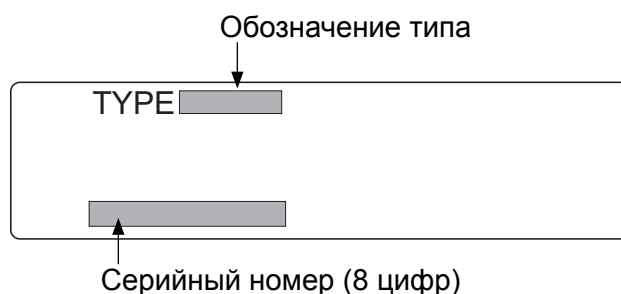 Обозначение типа
TYPE
Серийный номер (8 цифр)